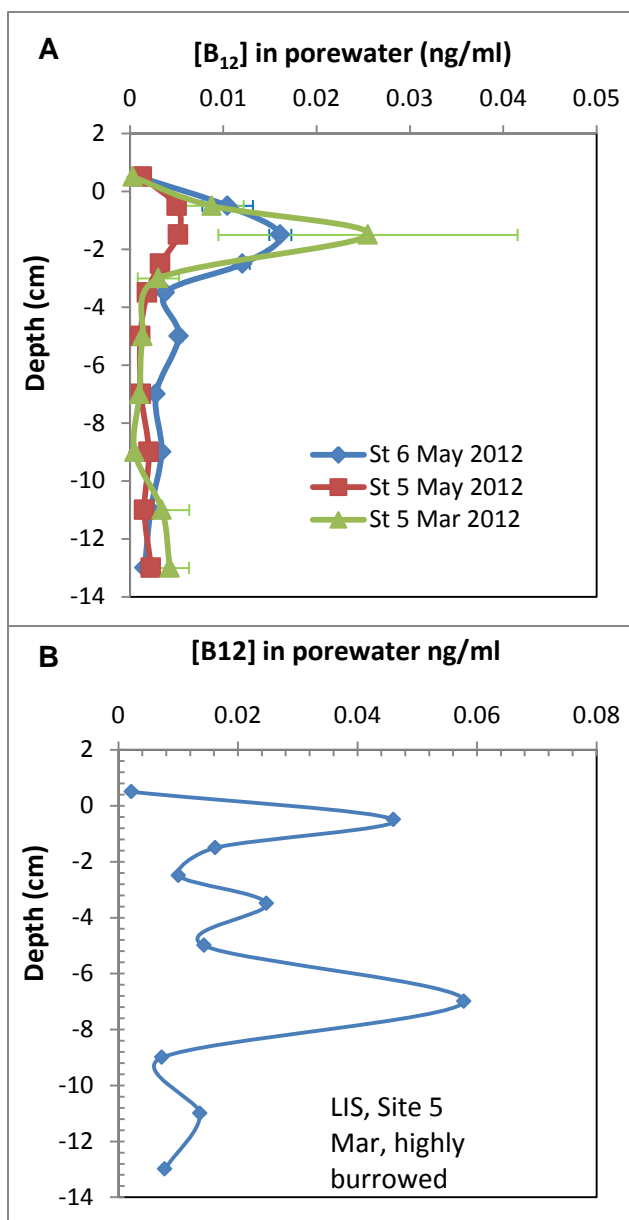 A
[B₁₂] in porewater (ng/ml)
0 0.01 0.02 0.03 0.04 0.05
2
0
-2
-4
-6
-8
-10
-12
-14
Depth (cm)
St 6 May 2012
St 5 May 2012
St 5 Mar 2012
B
[B12] in porewater ng/ml
0 0.02 0.04 0.06 0.08
2
0
-2
-4
-6
-8
-10
-12
-14
Depth (cm)
LIS, Site 5
Mar, highly
burrowed